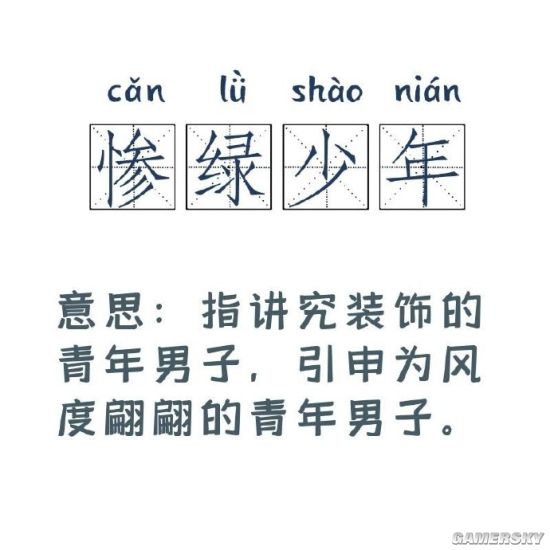 cǎn lǜ shào nián
惨绿少年
意思：指讲究装饰的
青年男子，引申为风
度翩翩的青年男子。
GAMERSKY